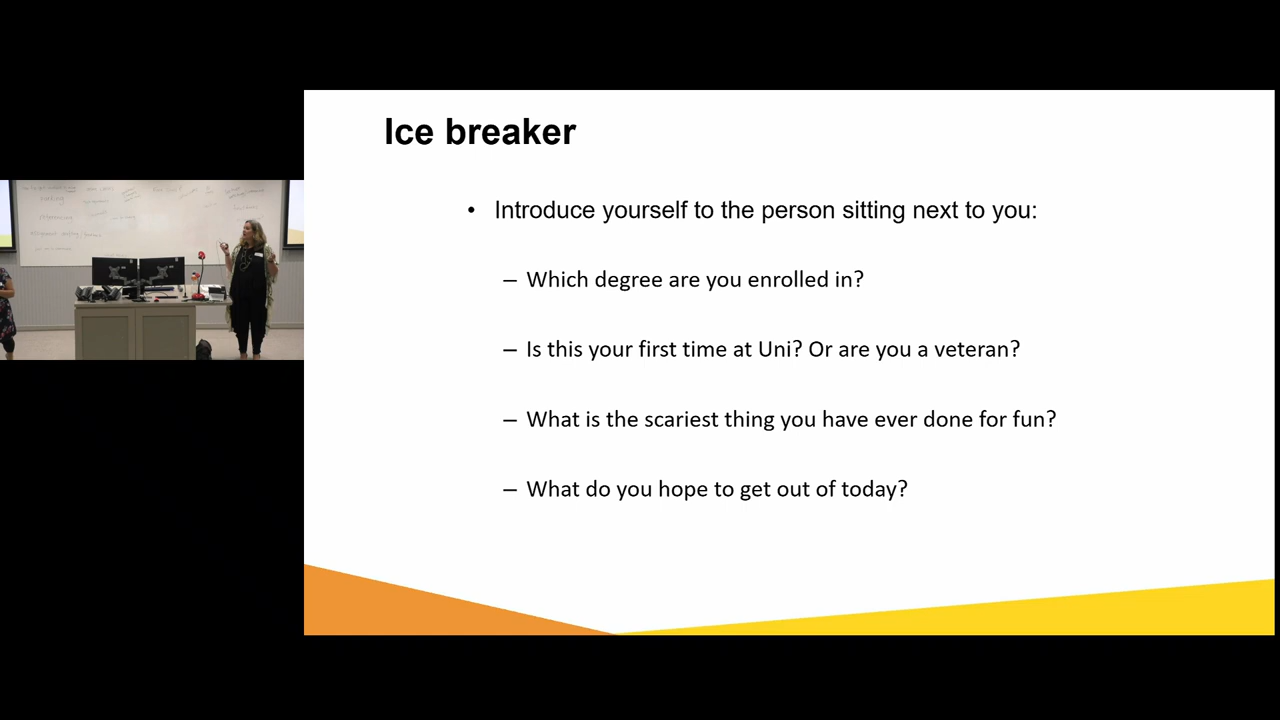 Ice breaker
• Introduce yourself to the person sitting next to you:
– Which degree are you enrolled in?
– Is this your first time at Uni? Or are you a veteran?
– What is the scariest thing you have ever done for fun?
– What do you hope to get out of today?